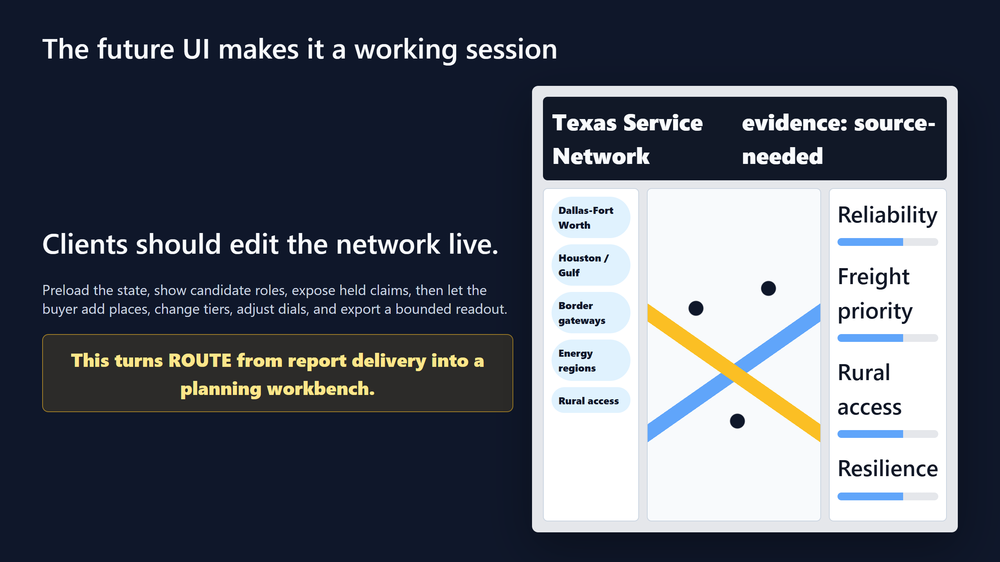 The future UI makes it a working session
Clients should edit the network live.
Preload the state, show candidate roles, expose held claims, then let the
buyer add places, change tiers, adjust dials, and export a bounded readout.
This turns ROUTE from report delivery into a
planning workbench.
Texas Service
Network
evidence: source-
needed
Dallas-Fort
Worth
Houston /
Gulf
Border
gateways
Energy
regions
Rural access
Reliability
Freight
priority
Rural
access
Resilience